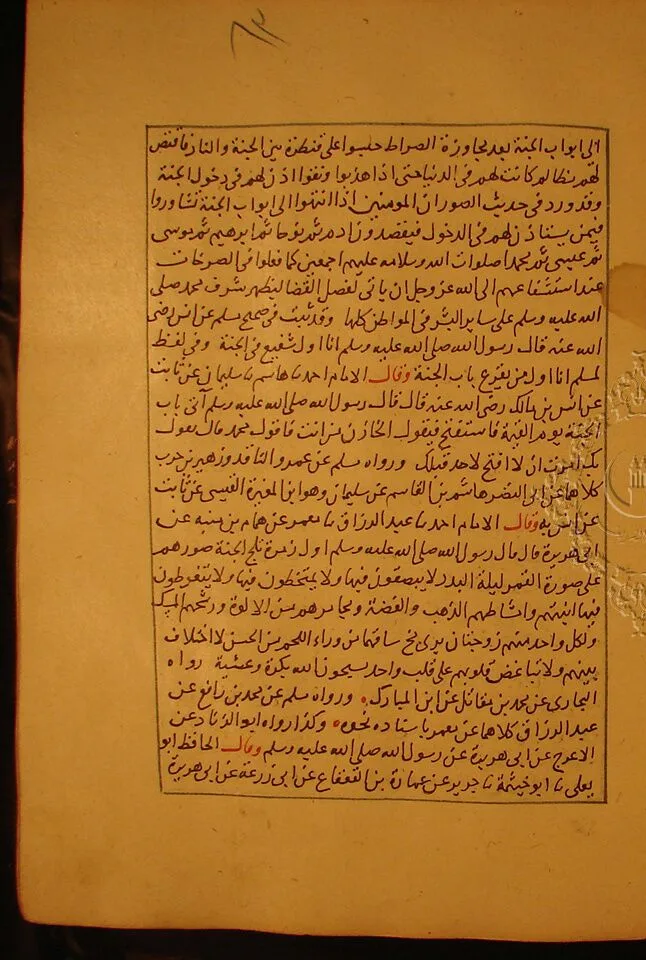 ٦٣
الى ابواب الجنة بعد مجاوزة الصراط حبسوا على قنطرة بين الجنة والنار فاقتص
لهم مظالم كانت لهم في الدنيا حتى اذا هذبوا ونقوا اذن لهم في دخول الجنة
وقد ورد في حديث الصور ان المومنين اذا انتهوا الى ابواب الجنة تشاوروا
فيمن يستاذن لهم في الدخول فيقصدون ادم ثم نوحا ثم ابرهيم ثم موسى
ثم عيسى ثم محمدا صلوات الله وسلامه عليهم اجمعين كما فعلوا في العرصات
عند استشفاعهم الى الله عز وجل ان ياتي لفصل القضا ليظهر شرف محمد صلى
الله عليه وسلم على ساير البشر في المواطن كلها وقد ثبت في صحيح مسلم عن انس رضي
الله عنه قال رسول الله صلى الله عليه وسلم انا اول شفيع في الجنة وفي لفظ
لمسلم انا اول من يقرع باب الجنة وقال الامام احمد ثنا هاشم ثنا سليمان عن ثابت
عن انس بن مالك رضي الله عنه قال قال رسول الله صلى الله عليه وسلم آتي باب
الجنة يوم القيمة فاستفتح فيقول الخازن من انت فاقول محمد قال يقول
بك امرت ان لا افتح لاحد قبلك ورواه مسلم عن عمرو الناقد وزهير بن حرب
كلاهما عن ابى النضر هاشم بن القاسم عن سليمان وهو ابن المغيرة القيسى عن ثابت
عن انس به وقال الامام احمد ثنا عبد الرزاق ثنا معمر عن همام بن منبه عن
ابى هريرة قال قال رسول الله صلى الله عليه وسلم اول زمرة تلج الجنة صورهم
على صورة القمر ليلة البدر لا يبصقون فيها ولا يمتخطون فيها ولا يتغوطون
فيها انيتهم وامشاطهم الذهب والفضة ومجامرهم من الالوة ورشحهم المسك
ولكل واحد منهم زوجتان يرى مخ ساقهما من وراء اللحم من الحسن لا اختلاف
بينهم ولا تباغض قلوبهم على قلب واحد يسبحون الله بكرة وعشية رواه
البخارى عن محمد بن مقاتل عن ابن المبارك ورواه مسلم عن محمد بن رافع عن
عبد الرزاق كلاهما عن معمر باسناده نحوه وكذا رواه ابو الزناد عن
الاعرج عن ابى هريرة عن رسول الله صلى الله عليه وسلم وقال الحافظ ابو
يعلى ثنا ابو خيثمة ثنا جرير عن عمارة بن القعقاع عن ابى زرعة عن ابى هريرة